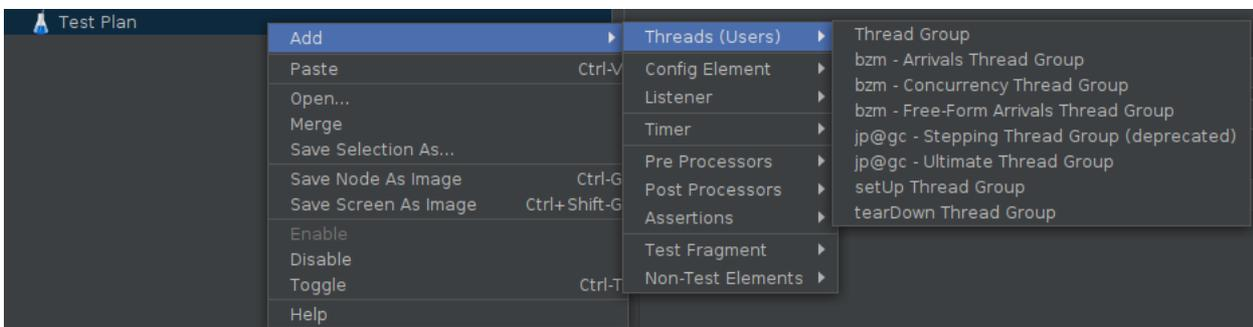 Test Plan
Add
Paste Ctrl-V
Open...
Merge
Save Selection As...
Save Node As Image Ctrl-G
Save Screen As Image Ctrl+Shift-G
Enable
Disable
Toggle Ctrl-T
Help
Threads (Users)
Config Element
Listener
Timer
Pre Processors
Post Processors
Assertions
Test Fragment
Non-Test Elements
Thread Group
bzm - Arrivals Thread Group
bzm - Concurrency Thread Group
bzm - Free-Form Arrivals Thread Group
jp@gc - Stepping Thread Group (deprecated)
jp@gc - Ultimate Thread Group
setUp Thread Group
tearDown Thread Group